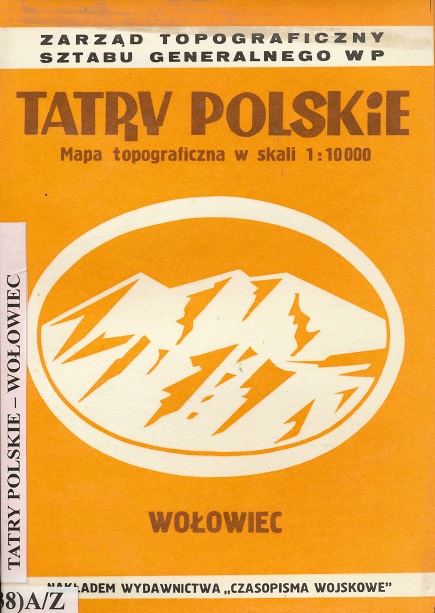 ZARZĄD TOPOGRAFICZNY
SZTABU GENERALNEGO WP
TATRY POLSKiE
Mapa topograficzna w skali 1:10000
WOŁOWIEC
NAKŁADEM WYDAWNICTWA „CZASOPISMA WOJSKOWE"
TATRY POLSKIE – WOŁOWIEC
38)A/Z